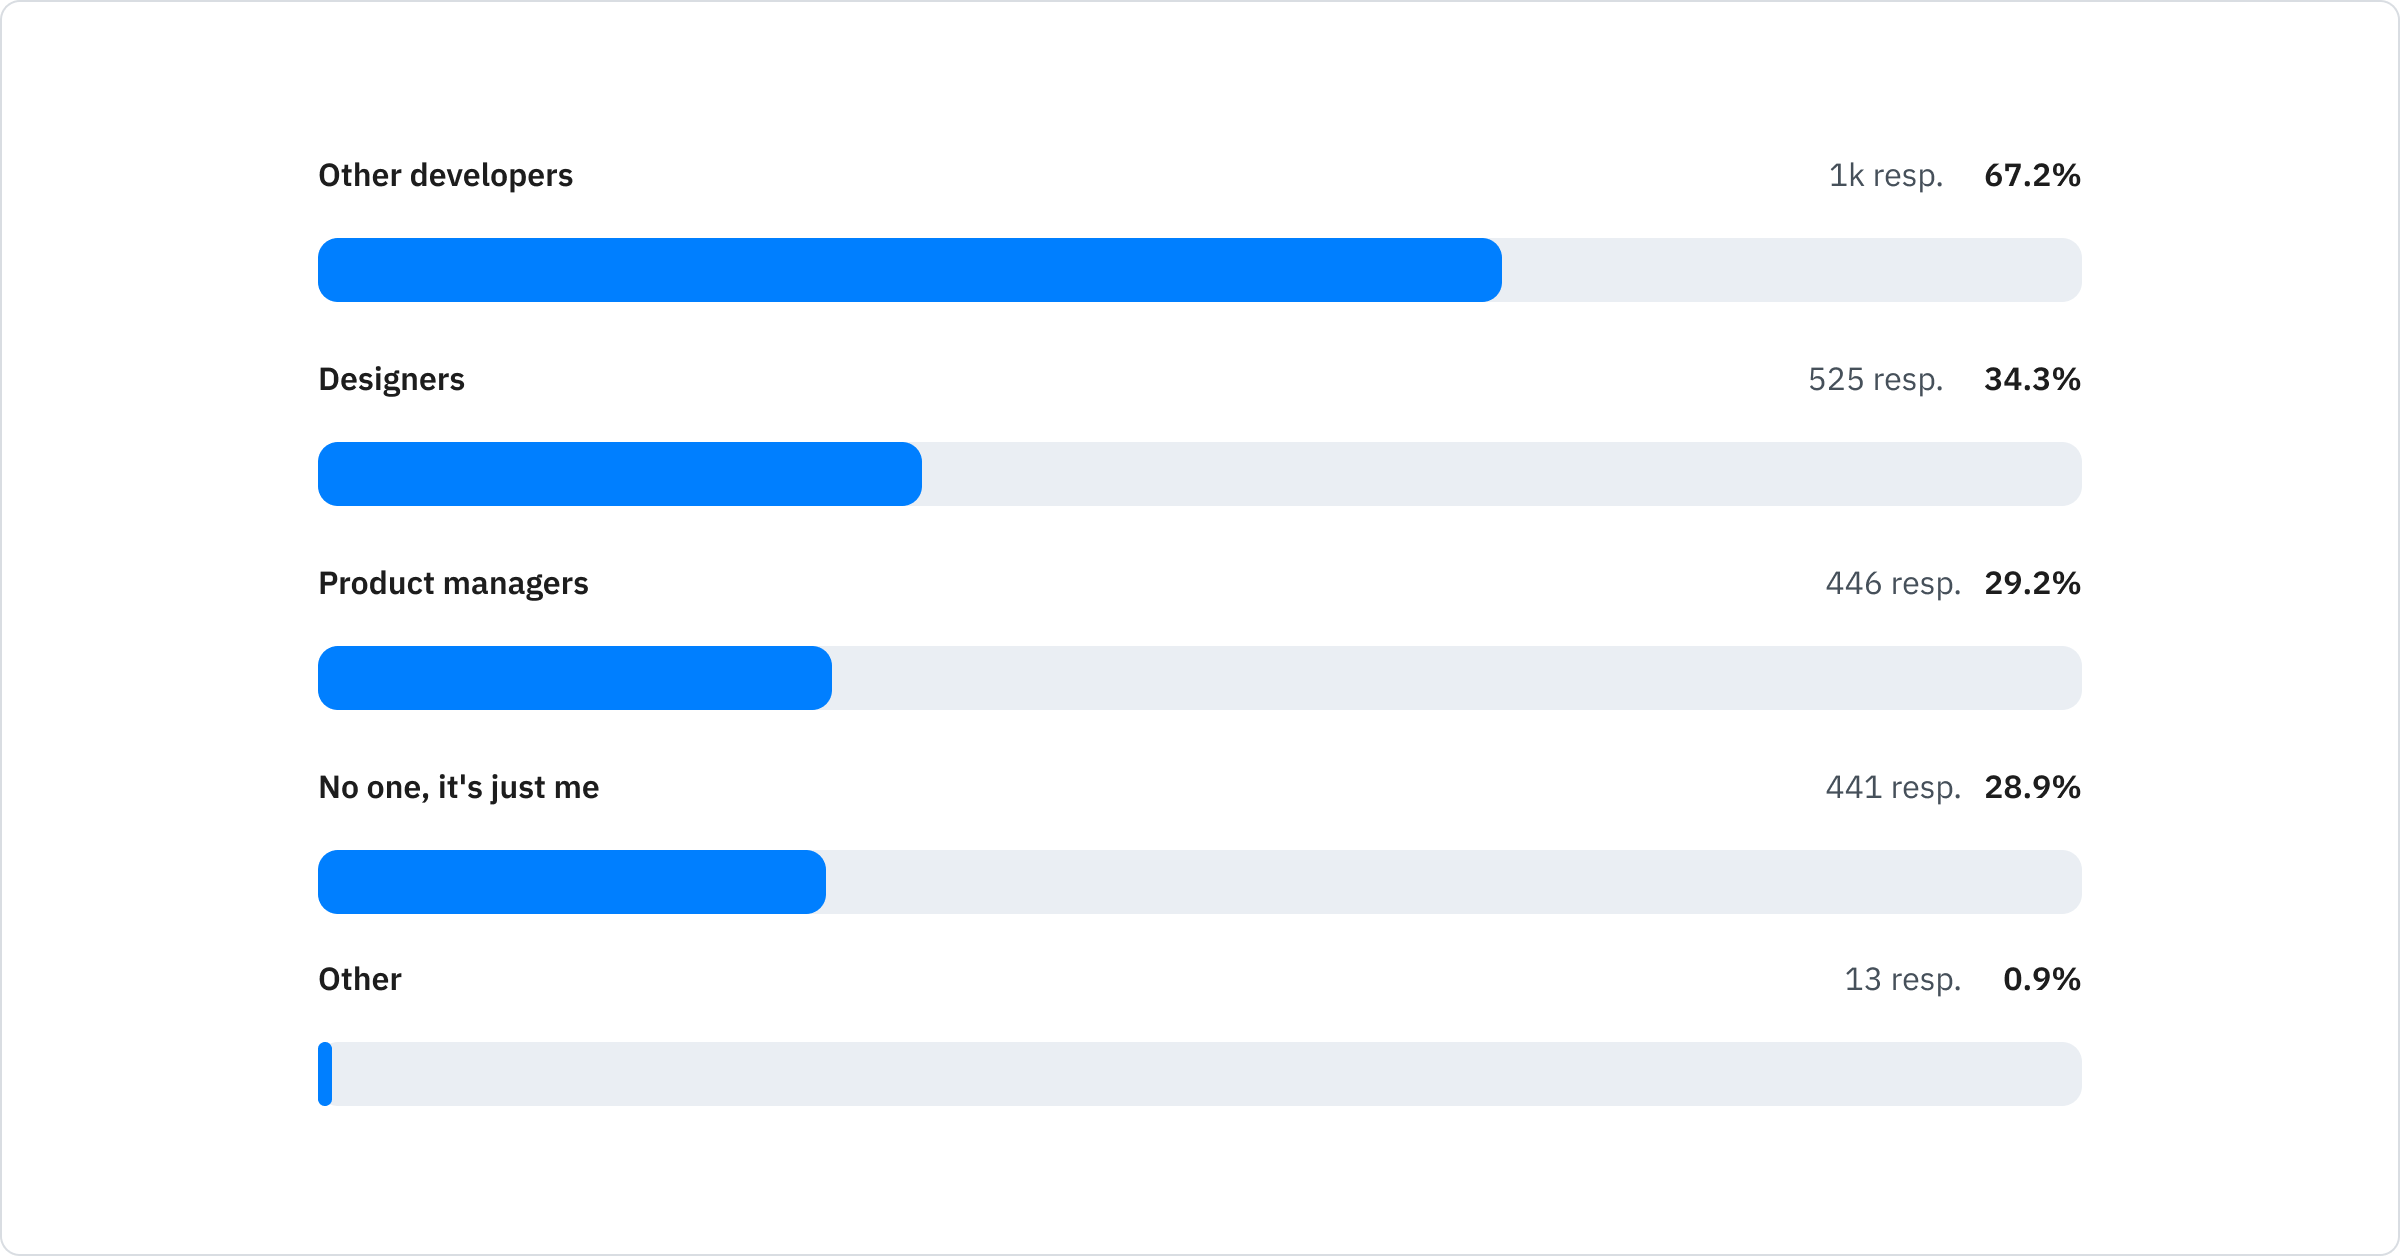 Other developers 1k resp. 67.2%
Designers 525 resp. 34.3%
Product managers 446 resp. 29.2%
No one, it's just me 441 resp. 28.9%
Other 13 resp. 0.9%